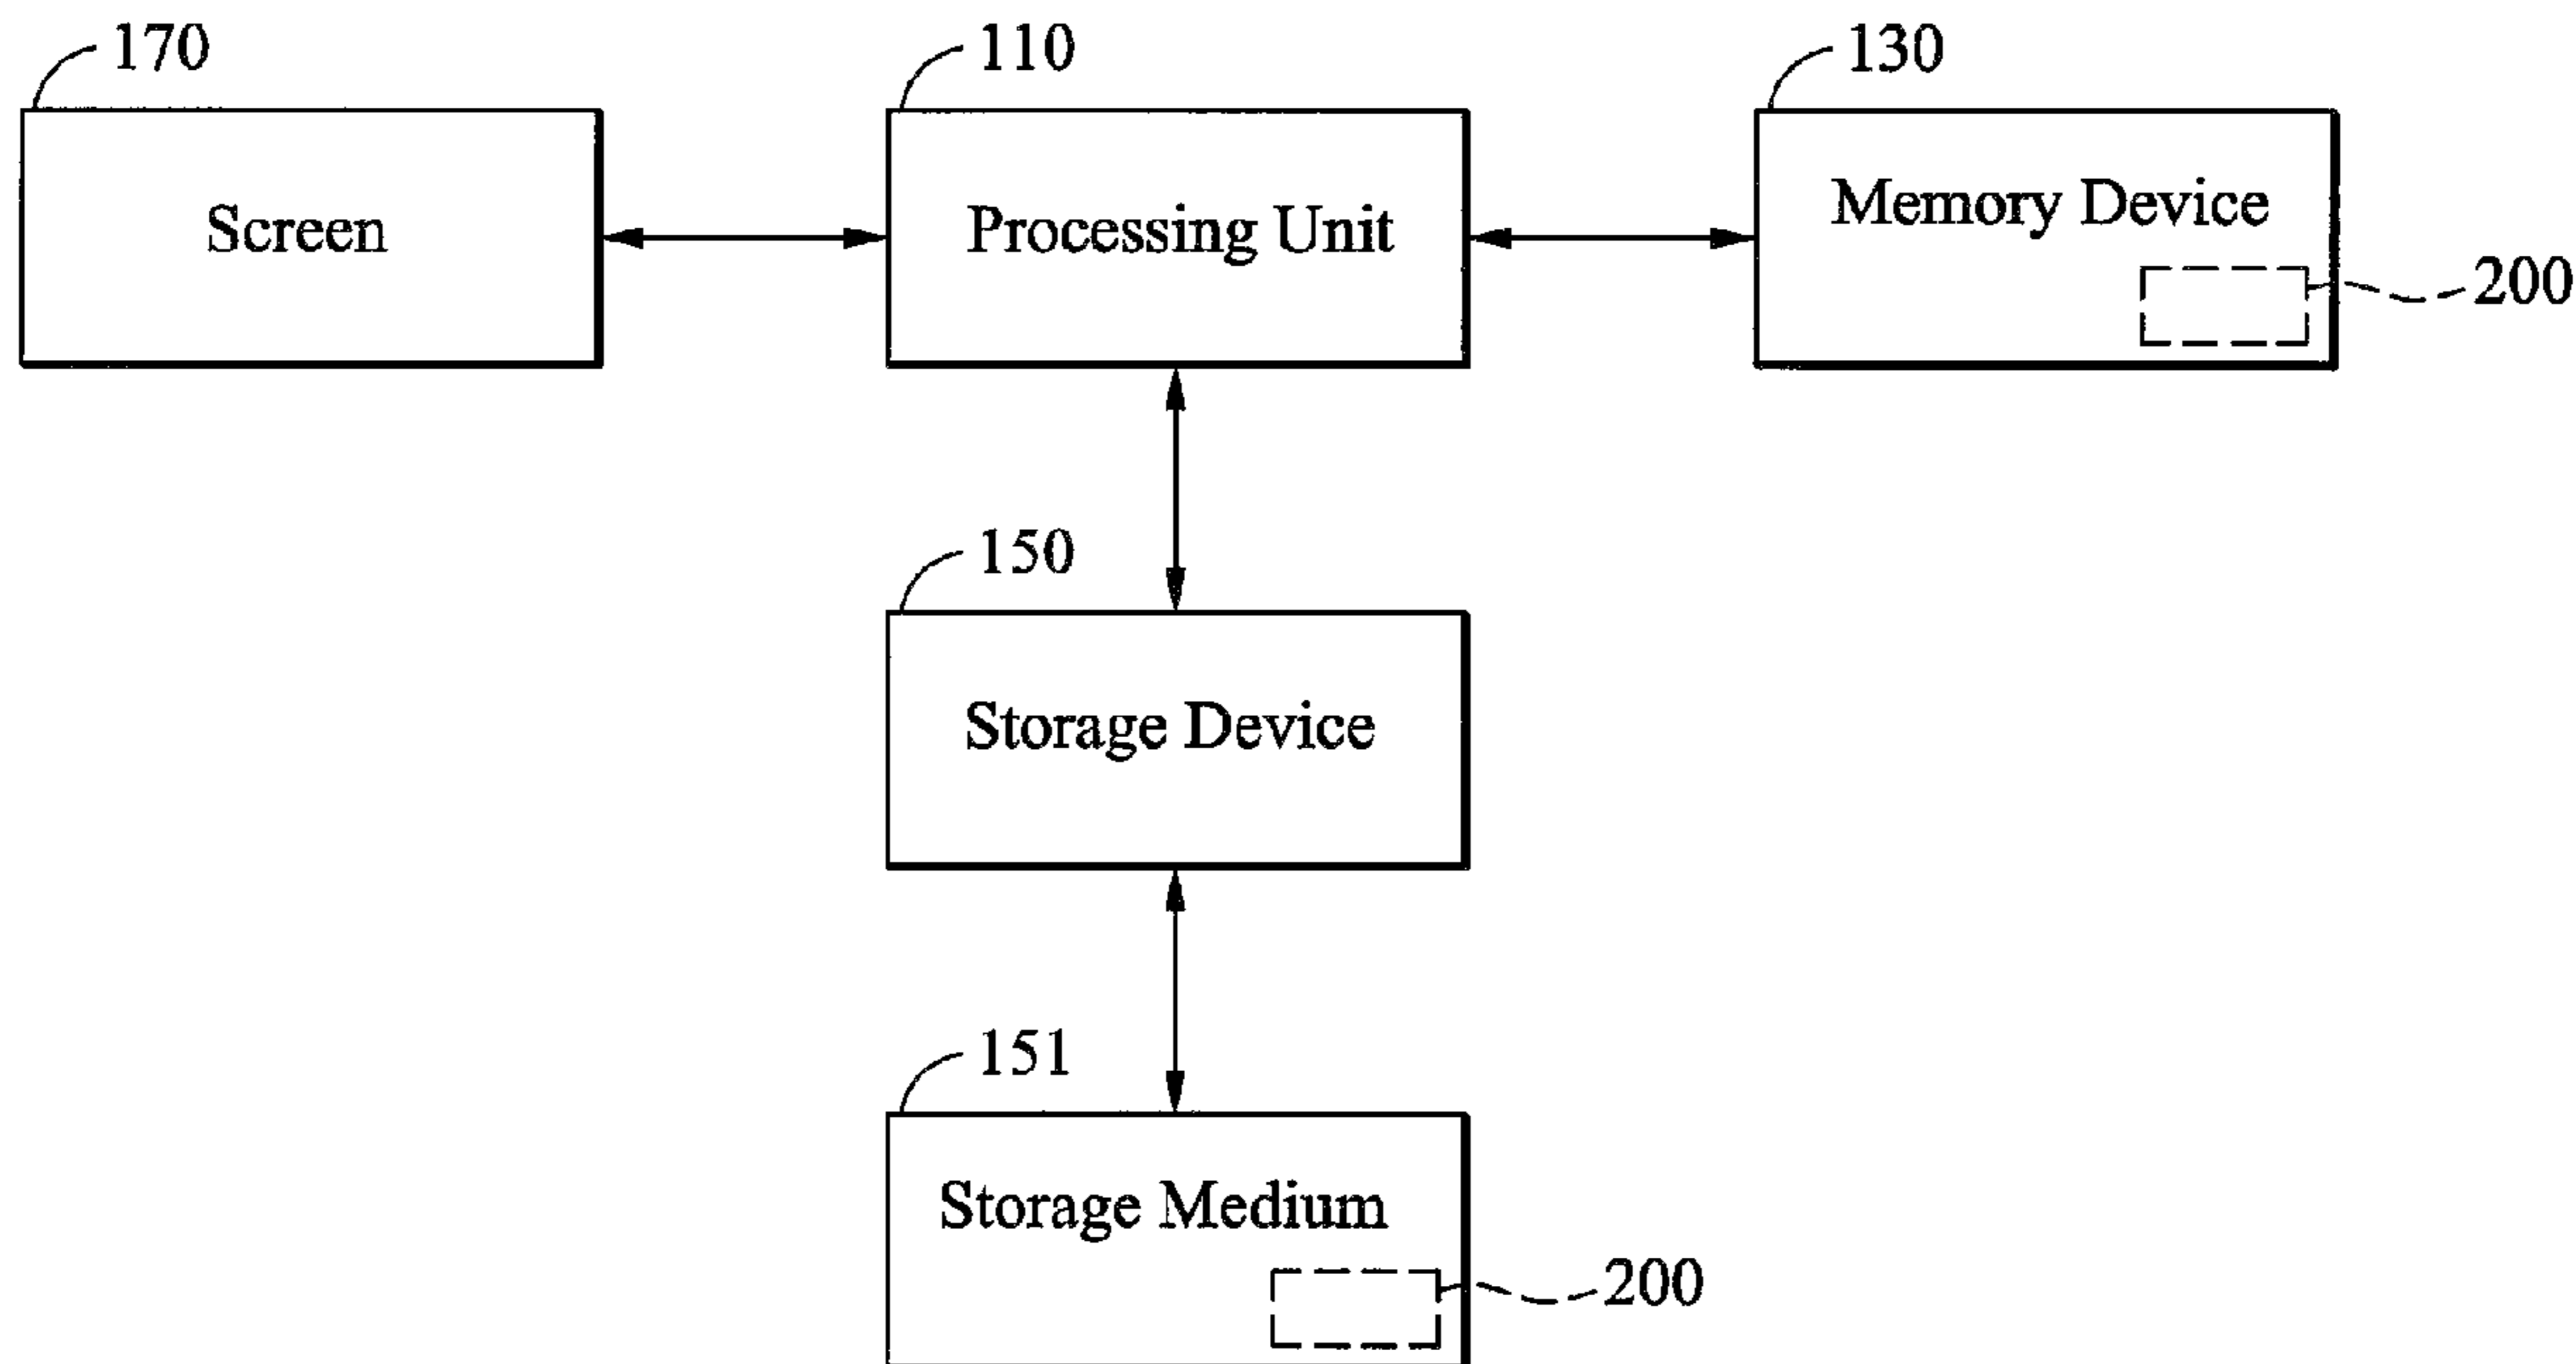 170
110
130
Screen
Processing Unit
Memory Device
200
150
Storage Device
151
Storage Medium
200